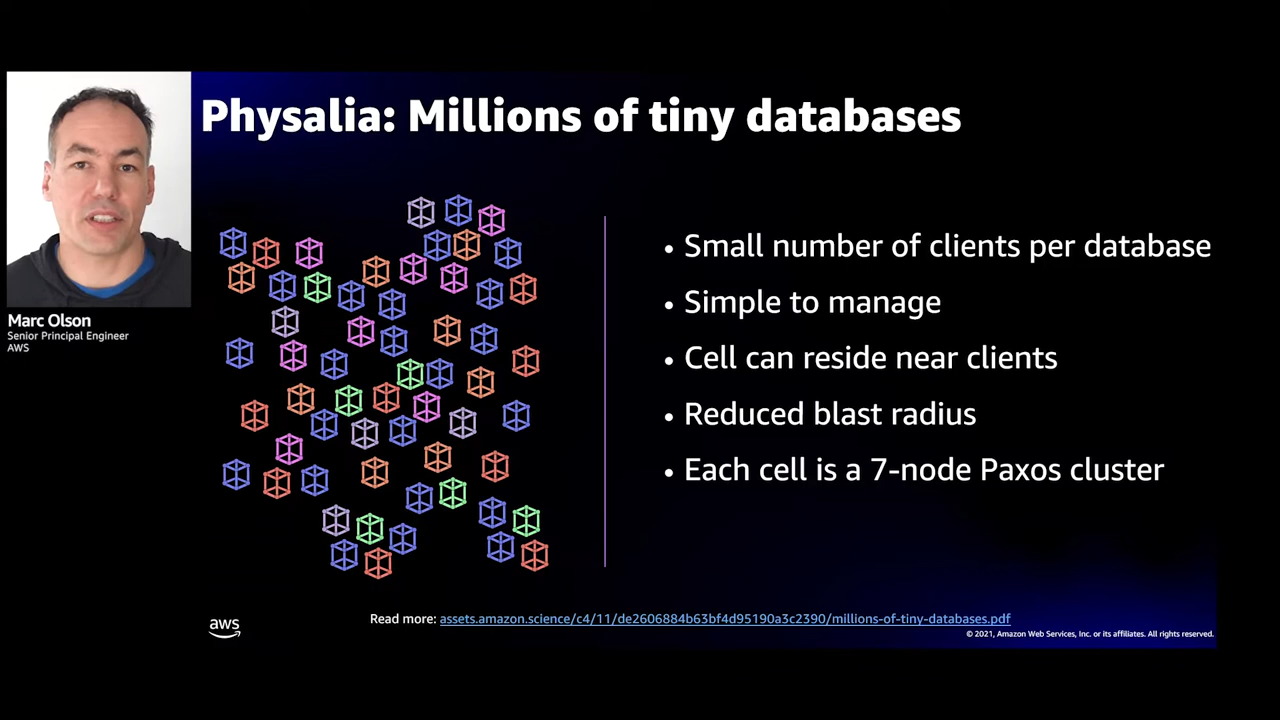 Physalia: Millions of tiny databases
Marc Olson
Senior Principal Engineer
AWS
• Small number of clients per database
• Simple to manage
• Cell can reside near clients
• Reduced blast radius
• Each cell is a 7-node Paxos cluster
aws
Read more: assets.amazon.science/c4/11/de2606884b63bf4d95190a3c2390/millions-of-tiny-databases.pdf
© 2021, Amazon Web Services, Inc. or its affiliates. All rights reserved.